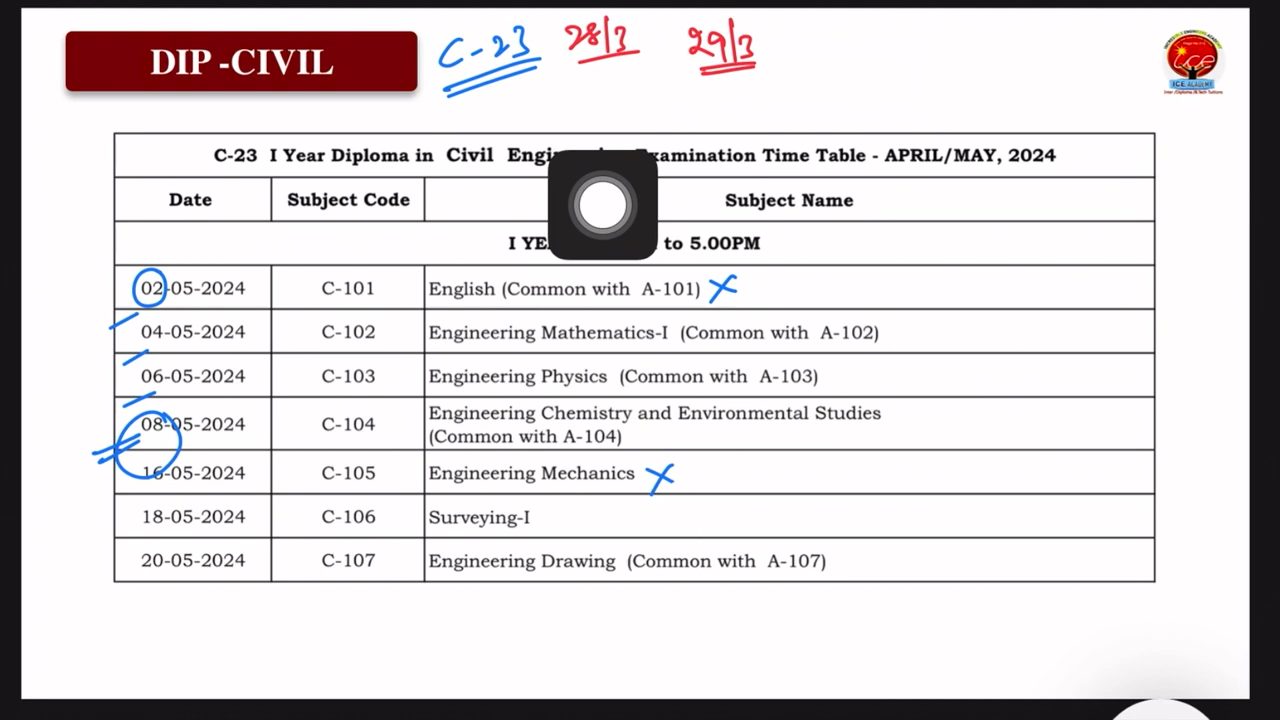 DIP -CIVIL C-23 28/3 29/3
ICE ACADEMY
C-23 I Year Diploma in Civil Examination Time Table - APRIL/MAY, 2024
Date Subject Code Subject Name
I to 5.00PM
02-05-2024 C-101 English (Common with A-101) X
04-05-2024 C-102 Engineering Mathematics-I (Common with A-102)
06-05-2024 C-103 Engineering Physics (Common with A-103)
08-05-2024 C-104 Engineering Chemistry and Environmental Studies
(Common with A-104)
16-05-2024 C-105 Engineering Mechanics X
18-05-2024 C-106 Surveying-I
20-05-2024 C-107 Engineering Drawing (Common with A-107)